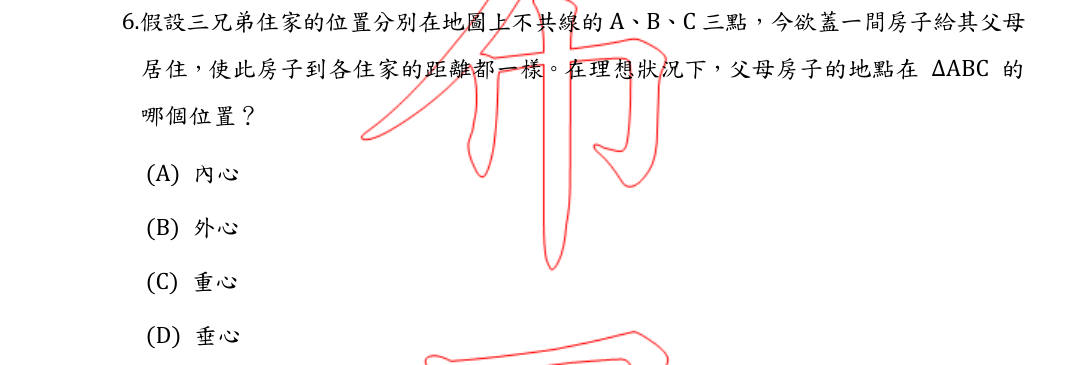 6.假設三兄弟住家的位置分別在地圖上不共線的 A、B、C 三點，今欲蓋一間房子給其父母
居住，使此房子到各住家的距離都一樣。在理想狀況下，父母房子的地點在 ΔABC 的
哪個位置？
(A) 內心
(B) 外心
(C) 重心
(D) 垂心